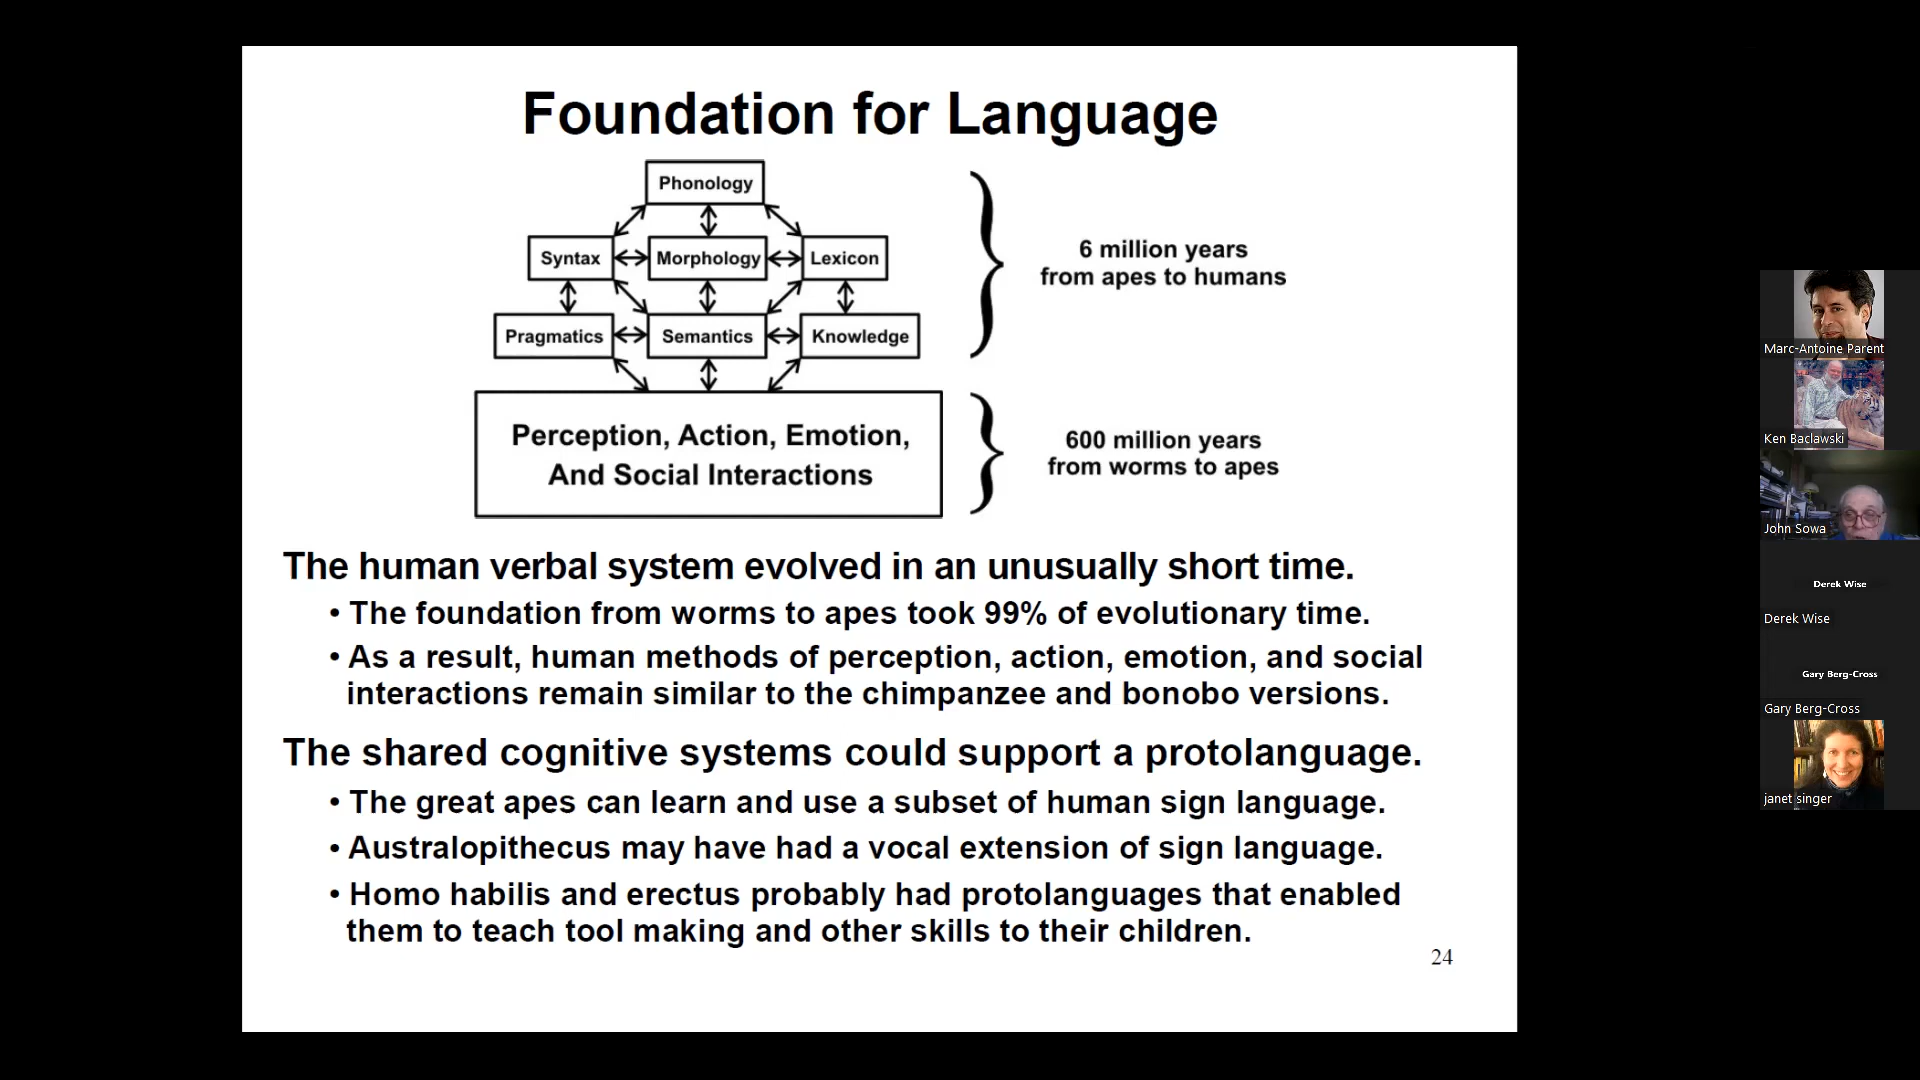 Foundation for Language
Phonology
Syntax
Morphology
Lexicon
Pragmatics
Semantics
Knowledge
Perception, Action, Emotion,
And Social Interactions
6 million years
from apes to humans
600 million years
from worms to apes
The human verbal system evolved in an unusually short time.
• The foundation from worms to apes took 99% of evolutionary time.
• As a result, human methods of perception, action, emotion, and social
interactions remain similar to the chimpanzee and bonobo versions.
The shared cognitive systems could support a protolanguage.
• The great apes can learn and use a subset of human sign language.
• Australopithecus may have had a vocal extension of sign language.
• Homo habilis and erectus probably had protolanguages that enabled
them to teach tool making and other skills to their children.
24
Marc-Antoine Parent
Ken Baclawski
John Sowa
Derek Wise
Derek Wise
Gary Berg-Cross
Gary Berg-Cross
janet singer